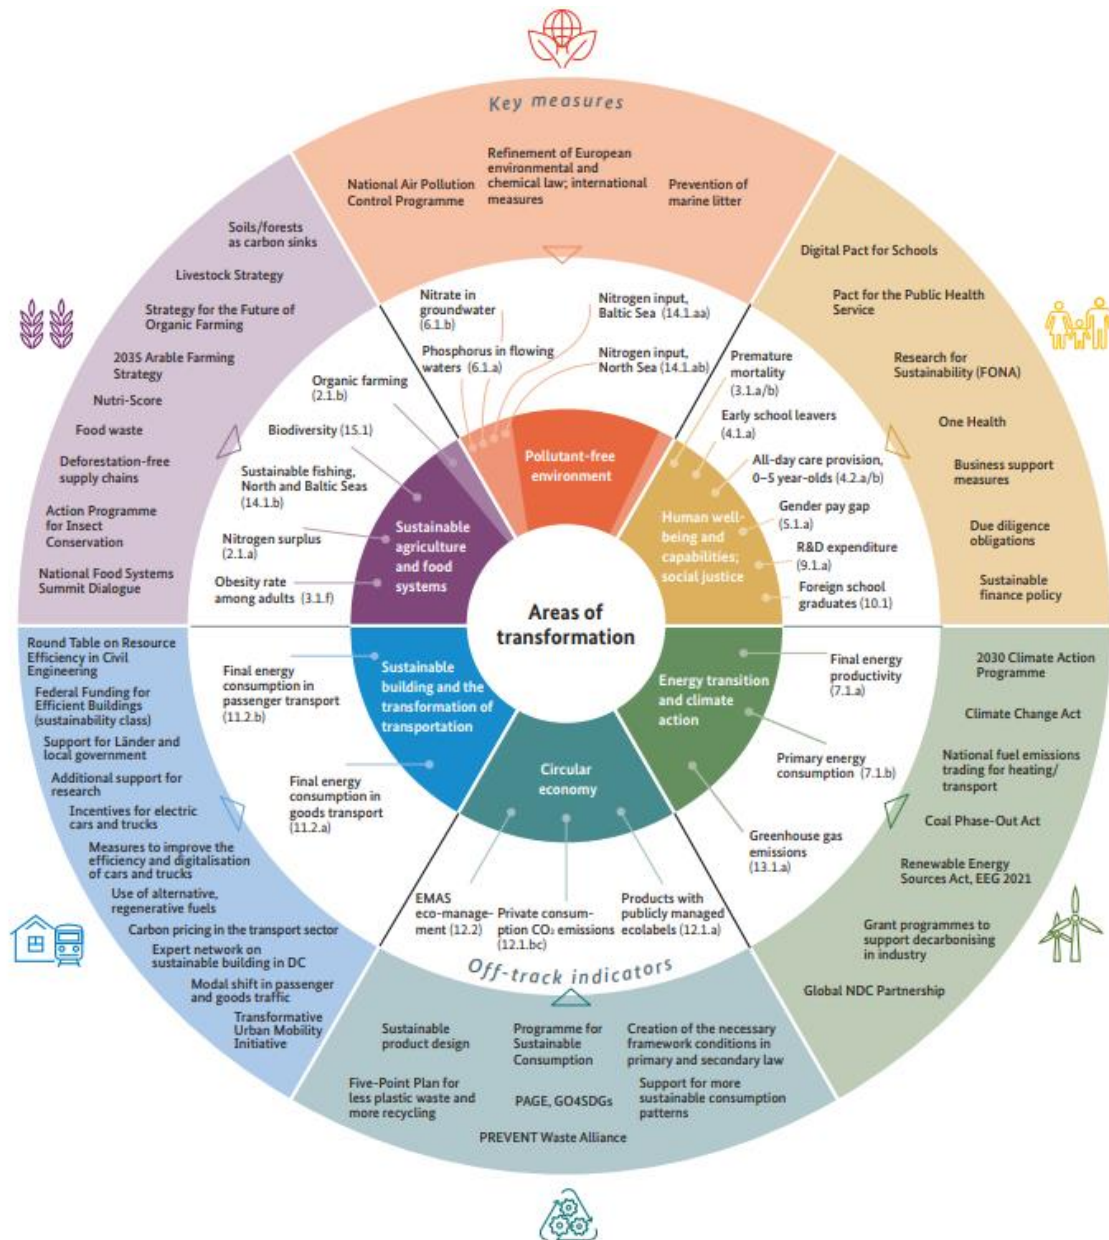 Key measures
National Air Pollution
Control Programme
Refinement of European
environmental and
chemical law; international
measures
Prevention of
marine litter
Soils/forests
as carbon sinks
Livestock Strategy
Strategy for the Future of
Organic Farming
2035 Arable Farming
Strategy
Nutri-Score
Food waste
Deforestation-free
supply chains
Action Programme
for Insect
Conservation
National Food Systems
Summit Dialogue
Digital Pact for Schools
Pact for the Public Health
Service
Research for
Sustainability (FONA)
One Health
Business support
measures
Due diligence
obligations
Sustainable
finance policy
Nitrate in
groundwater
(6.1.b)
Phosphorus in flowing
waters (6.1.a)
Nitrogen input,
Baltic Sea (14.1.aa)
Nitrogen input,
North Sea (14.1.ab)
Organic farming
(2.1.b)
Biodiversity (15.1)
Sustainable fishing,
North and Baltic Seas
(14.1.b)
Nitrogen surplus
(2.1.a)
Obesity rate
among adults (3.1.f)
Premature
mortality
(3.1.a/b)
Early school leavers
(4.1.a)
All-day care provision,
0–5 year-olds (4.2.a/b)
Gender pay gap
(5.1.a)
R&D expenditure
(9.1.a)
Foreign school
graduates (10.1)
Pollutant-free
environment
Sustainable
agriculture
and food
systems
Human well-
being and
capabilities;
social justice
Areas of
transformation
Sustainable
building and the
transformation of
transportation
Energy transition
and climate
action
Circular
economy
Final energy
consumption in
passenger transport
(11.2.b)
Final energy
consumption in
goods transport
(11.2.a)
Final energy
productivity
(7.1.a)
Primary energy
consumption (7.1.b)
Greenhouse gas
emissions
(13.1.a)
EMAS
eco-manage-
ment (12.2)
Private consum-
ption CO₂ emissions
(12.1.bc)
Products with
publicly managed
ecolabels (12.1.a)
Off-track indicators
Round Table on Resource
Efficiency in Civil
Engineering
Federal Funding for
Efficient Buildings
(sustainability class)
Support for Länder and
local government
Additional support for
research
Incentives for electric
cars and trucks
Measures to improve the
efficiency and digitalisation
of cars and trucks
Use of alternative,
regenerative fuels
Carbon pricing in the transport sector
Expert network on
sustainable building in DC
Modal shift in passenger
and goods traffic
Transformative
Urban Mobility
Initiative
2030 Climate Action
Programme
Climate Change Act
National fuel emissions
trading for heating/
transport
Coal Phase-Out Act
Renewable Energy
Sources Act, EEG 2021
Grant programmes to
support decarbonising
in industry
Global NDC Partnership
Sustainable
product design
Programme for
Sustainable
Consumption
Creation of the necessary
framework conditions in
primary and secondary law
Five-Point Plan for
less plastic waste and
more recycling
PAGE, GO4SDGs
Support for more
sustainable consumption
patterns
PREVENT Waste Alliance